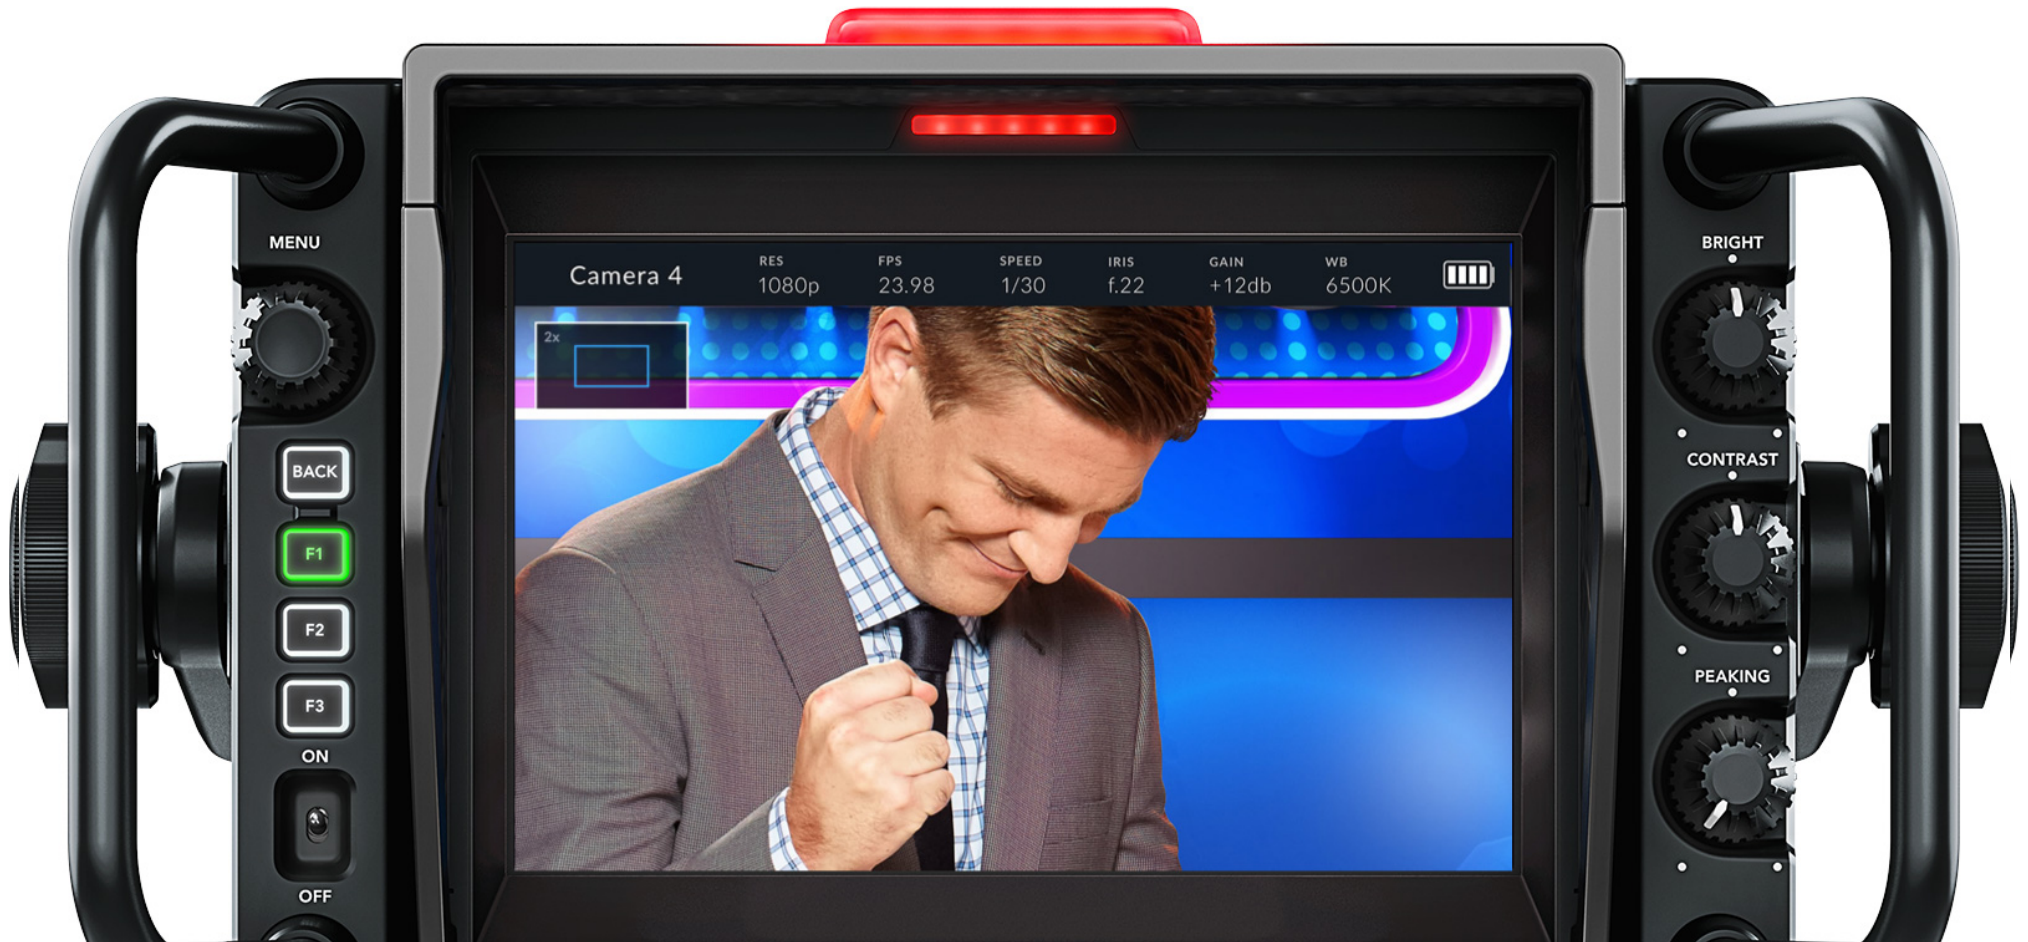 MENU
BACK
F1
F2
F3
ON
OFF
Camera 4
RES
1080p
FPS
23.98
SPEED
1/30
IRIS
f.22
GAIN
+12db
WB
6500K
2x
BRIGHT
CONTRAST
PEAKING